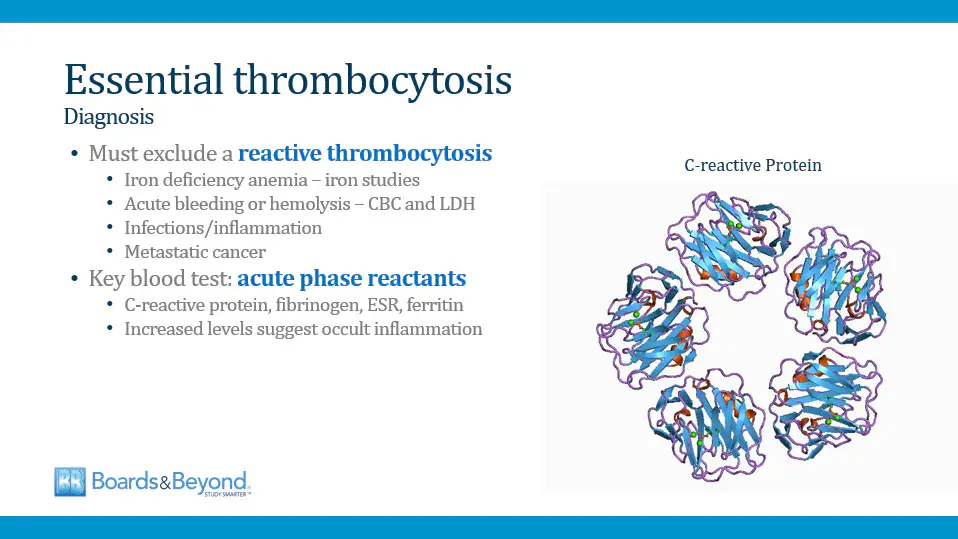 Essential thrombocytosis
Diagnosis
• Must exclude a reactive thrombocytosis
• Iron deficiency anemia – iron studies
• Acute bleeding or hemolysis – CBC and LDH
• Infections/inflammation
• Metastatic cancer
• Key blood test: acute phase reactants
• C-reactive protein, fibrinogen, ESR, ferritin
• Increased levels suggest occult inflammation
C-reactive Protein
BB Boards&Beyond™
STUDY SMARTER